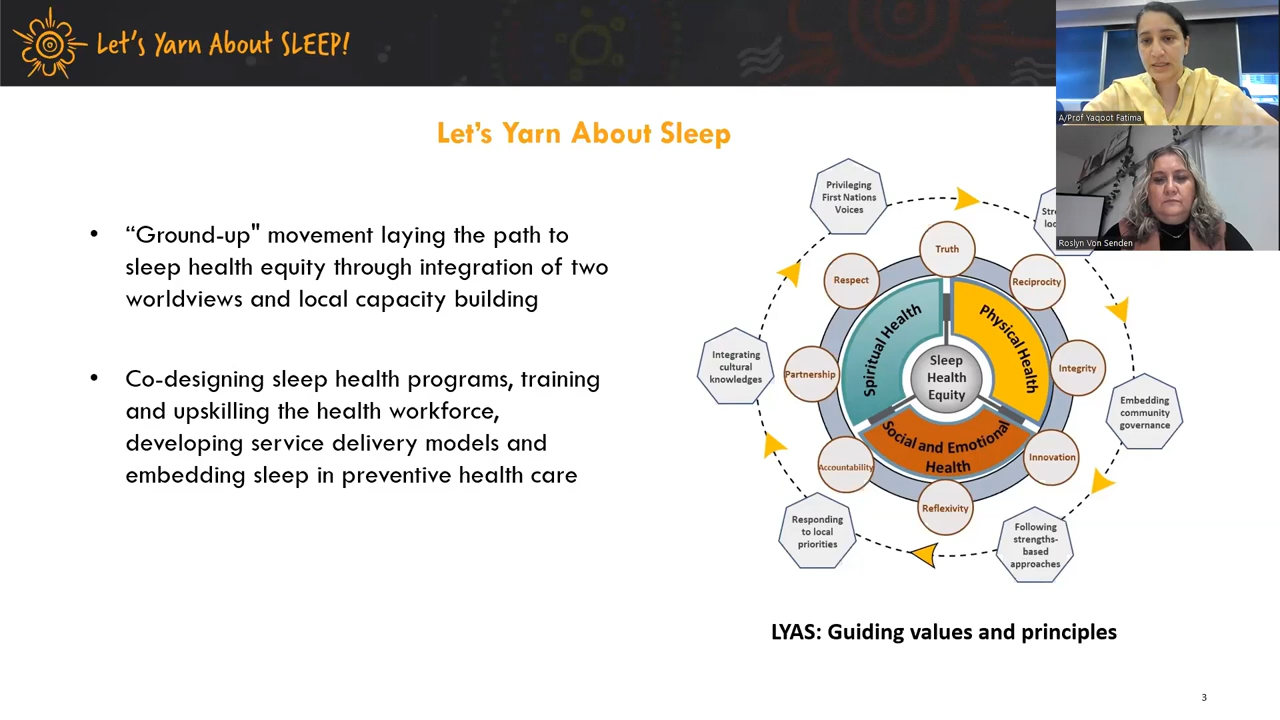 Let's Yarn About SLEEP!
A/Prof Yaqoot Fatima
Roslyn Von Senden
Let's Yarn About Sleep
• “Ground-up" movement laying the path to
sleep health equity through integration of two
worldviews and local capacity building
• Co-designing sleep health programs, training
and upskilling the health workforce,
developing service delivery models and
embedding sleep in preventive health care
Privileging
First Nations
Voices
Truth
Respect
Reciprocity
Spiritual Health
Physical Health
Sleep
Health
Equity
Integrating
cultural
knowledges
Partnership
Integrity
Embedding
community
governance
Social and Emotional
Health
Accountability
Innovation
Reflexivity
Responding
to local
priorities
Following
strengths-
based
approaches
LYAS: Guiding values and principles
3